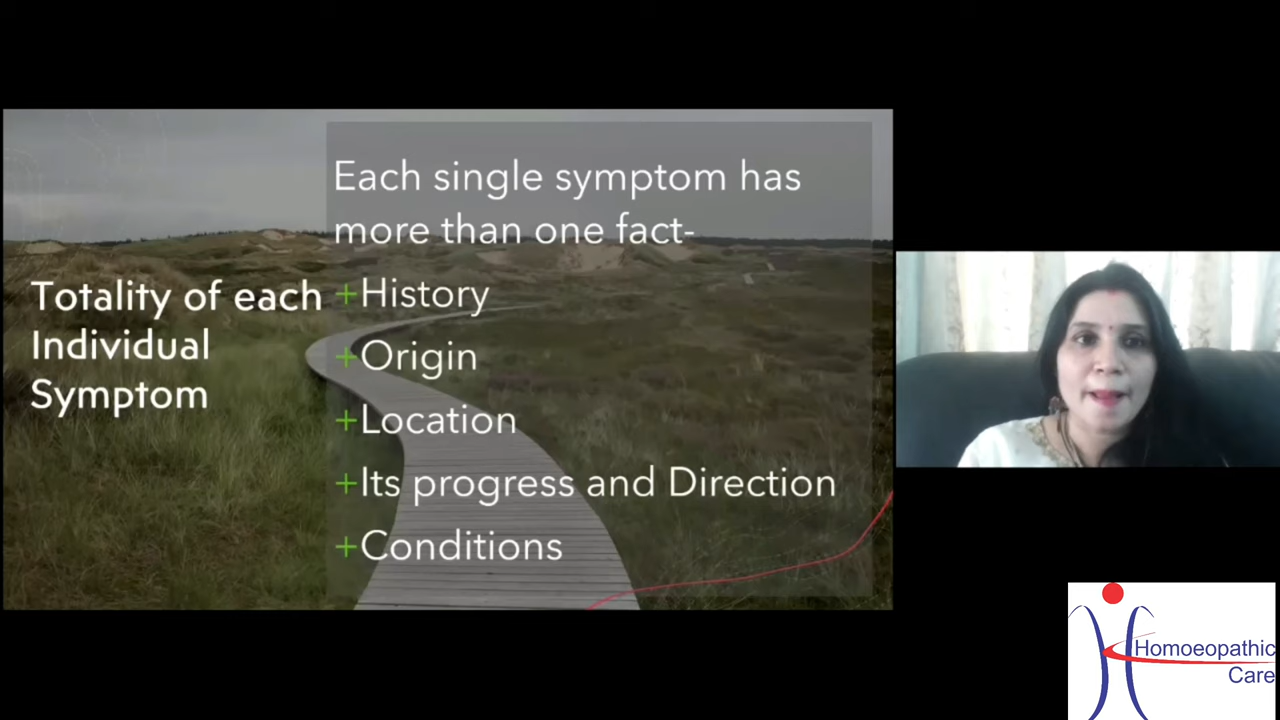 Totality of each
Individual
Symptom
Each single symptom has
more than one fact-
+History
+Origin
+Location
+Its progress and Direction
+Conditions
Homoeopathic
Care